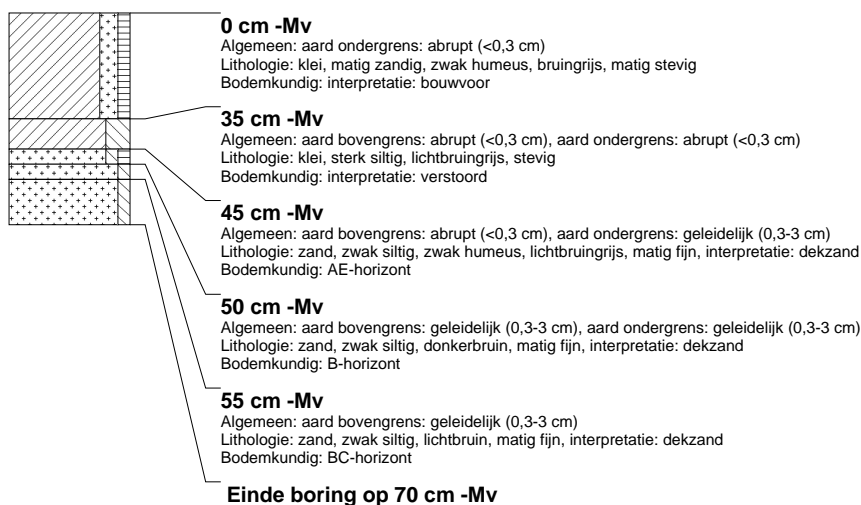 0 cm -Mv
Algemeen: aard ondergrens: abrupt (<0,3 cm)
Lithologie: klei, matig zandig, zwak humeus, bruingrijs, matig stevig
Bodemkundig: interpretatie: bouwvoor
35 cm -Mv
Algemeen: aard bovengrens: abrupt (<0,3 cm), aard ondergrens: abrupt (<0,3 cm)
Lithologie: klei, sterk siltig, lichtbruingrijs, stevig
Bodemkundig: interpretatie: verstoord
45 cm -Mv
Algemeen: aard bovengrens: abrupt (<0,3 cm), aard ondergrens: geleidelijk (0,3-3 cm)
Lithologie: zand, zwak siltig, zwak humeus, lichtbruingrijs, matig fijn, interpretatie: dekzand
Bodemkundig: AE-horizont
50 cm -Mv
Algemeen: aard bovengrens: geleidelijk (0,3-3 cm), aard ondergrens: geleidelijk (0,3-3 cm)
Lithologie: zand, zwak siltig, donkerbruin, matig fijn, interpretatie: dekzand
Bodemkundig: B-horizont
55 cm -Mv
Algemeen: aard bovengrens: geleidelijk (0,3-3 cm)
Lithologie: zand, zwak siltig, lichtbruin, matig fijn, interpretatie: dekzand
Bodemkundig: BC-horizont
Einde boring op 70 cm -Mv